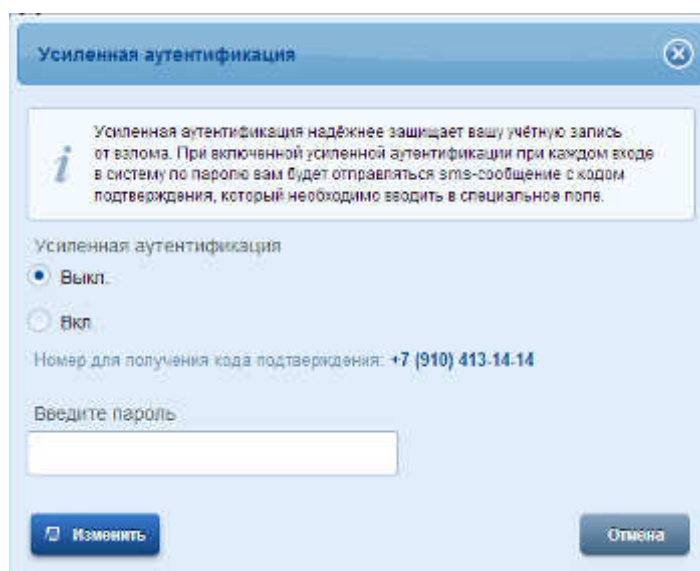 Усиленная аутентификация
Усиленная аутентификация надёжнее защищает вашу учётную запись
от взлома. При включенной усиленной аутентификации при каждом входе
в систему по паролю вам будет отправляться sms-сообщение с кодом
подтверждения, который необходимо вводить в специальное поле.
Усиленная аутентификация
Выкл.
Вкл
Номер для получения кода подтверждения: +7 (910) 413-14-14
Введите пароль
Изменить
Отмена